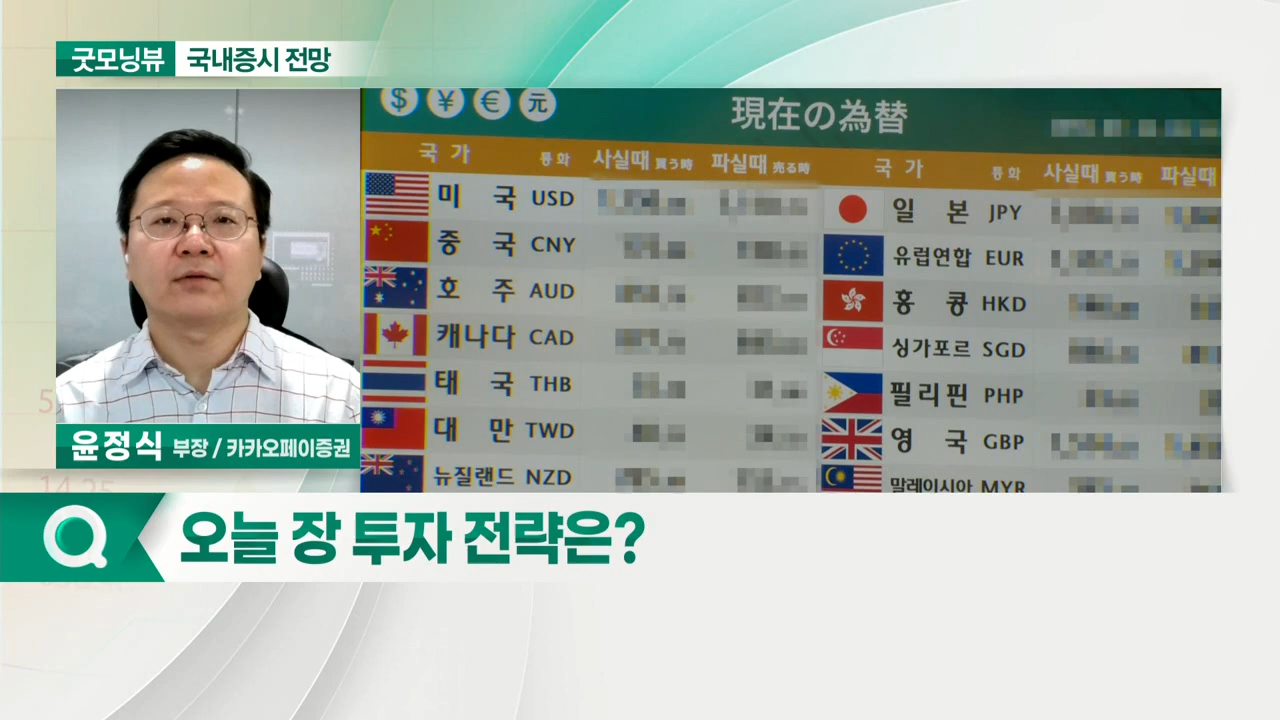 굿모닝뷰 국내증시 전망
$ ¥ € 元
現在の為替
국 가 통화 사실때 買う時 파실때 売る時 국 가 통화 사실때 買う時 파실때
미 국 USD 일 본 JPY
중 국 CNY 유럽연합 EUR
호 주 AUD 홍 콩 HKD
캐나다 CAD 싱가포르 SGD
태 국 THB 필리핀 PHP
대 만 TWD 영 국 GBP
뉴질랜드 NZD 말레이시아 MYR
윤정식 부장 / 카카오페이증권
오늘 장 투자 전략은?